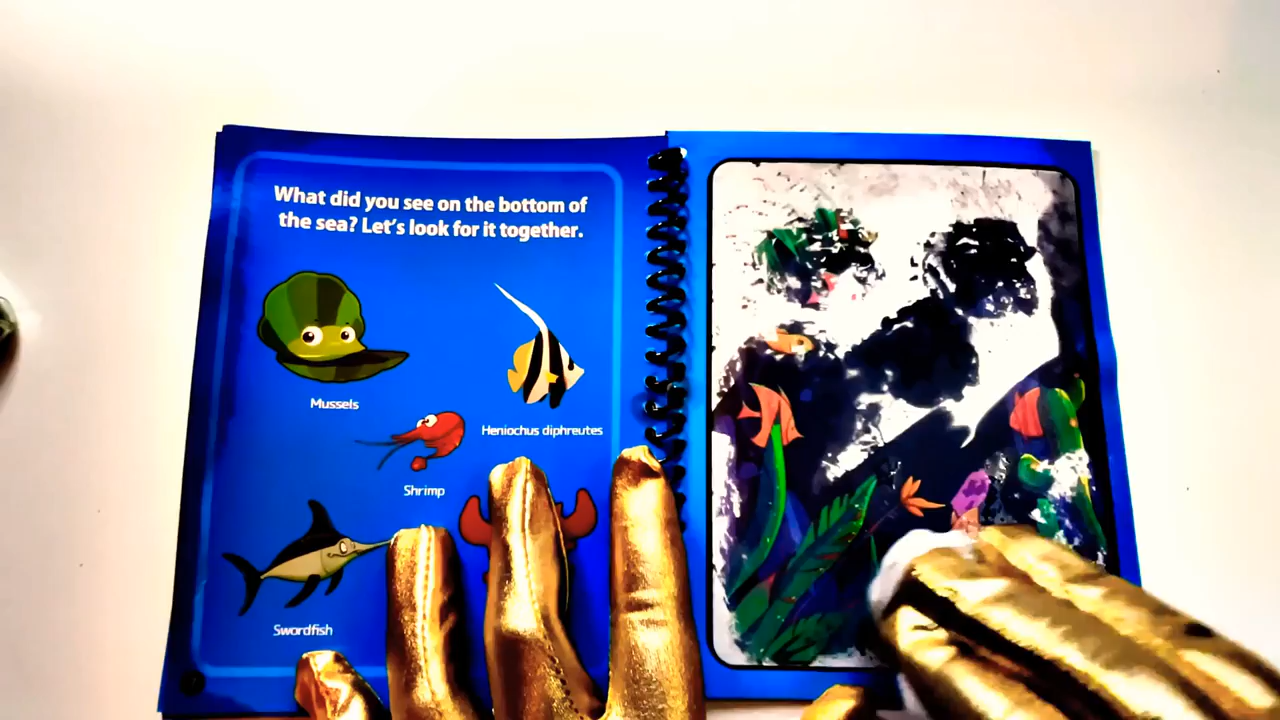 What did you see on the bottom of
the sea? Let's look for it together.
Mussels
Heniochus diphreutes
Shrimp
Swordfish